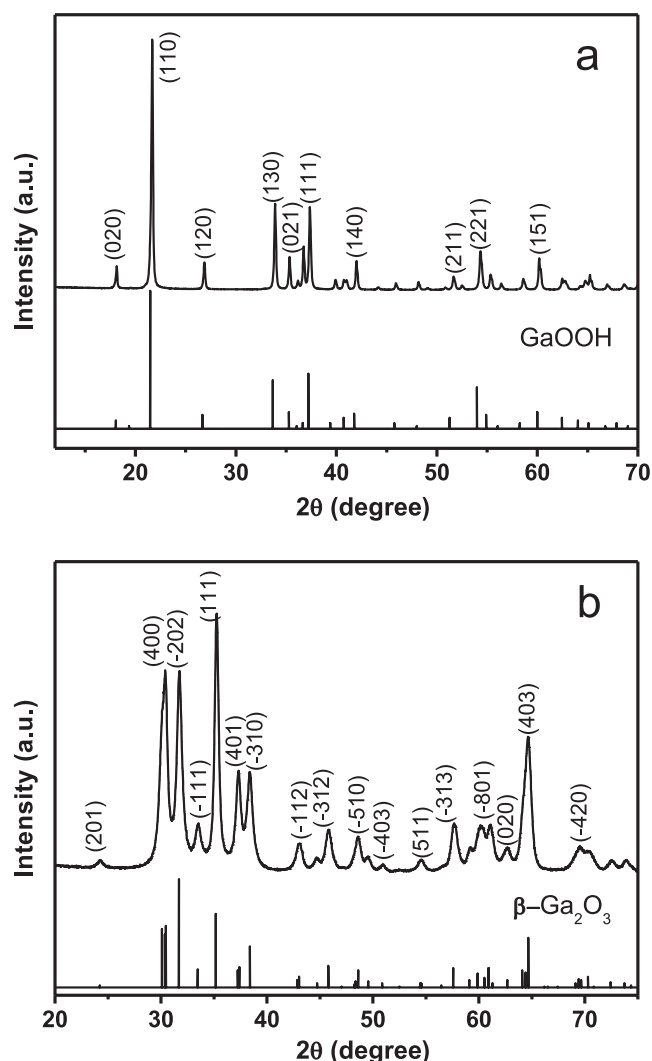 a
Intensity (a.u.)
(020)
(110)
(120)
(130)
(021)
(111)
(140)
(211)
(221)
(151)
GaOOH
20 30 40 50 60 70
2θ (degree)
b
Intensity (a.u.)
(201)
(400)
(-202)
(-111)
(111)
(401)
(-310)
(-112)
(-312)
(-510)
(-403)
(511)
(-313)
(-801)
(020)
(403)
(-420)
β–Ga₂O₃
20 30 40 50 60 70
2θ (degree)